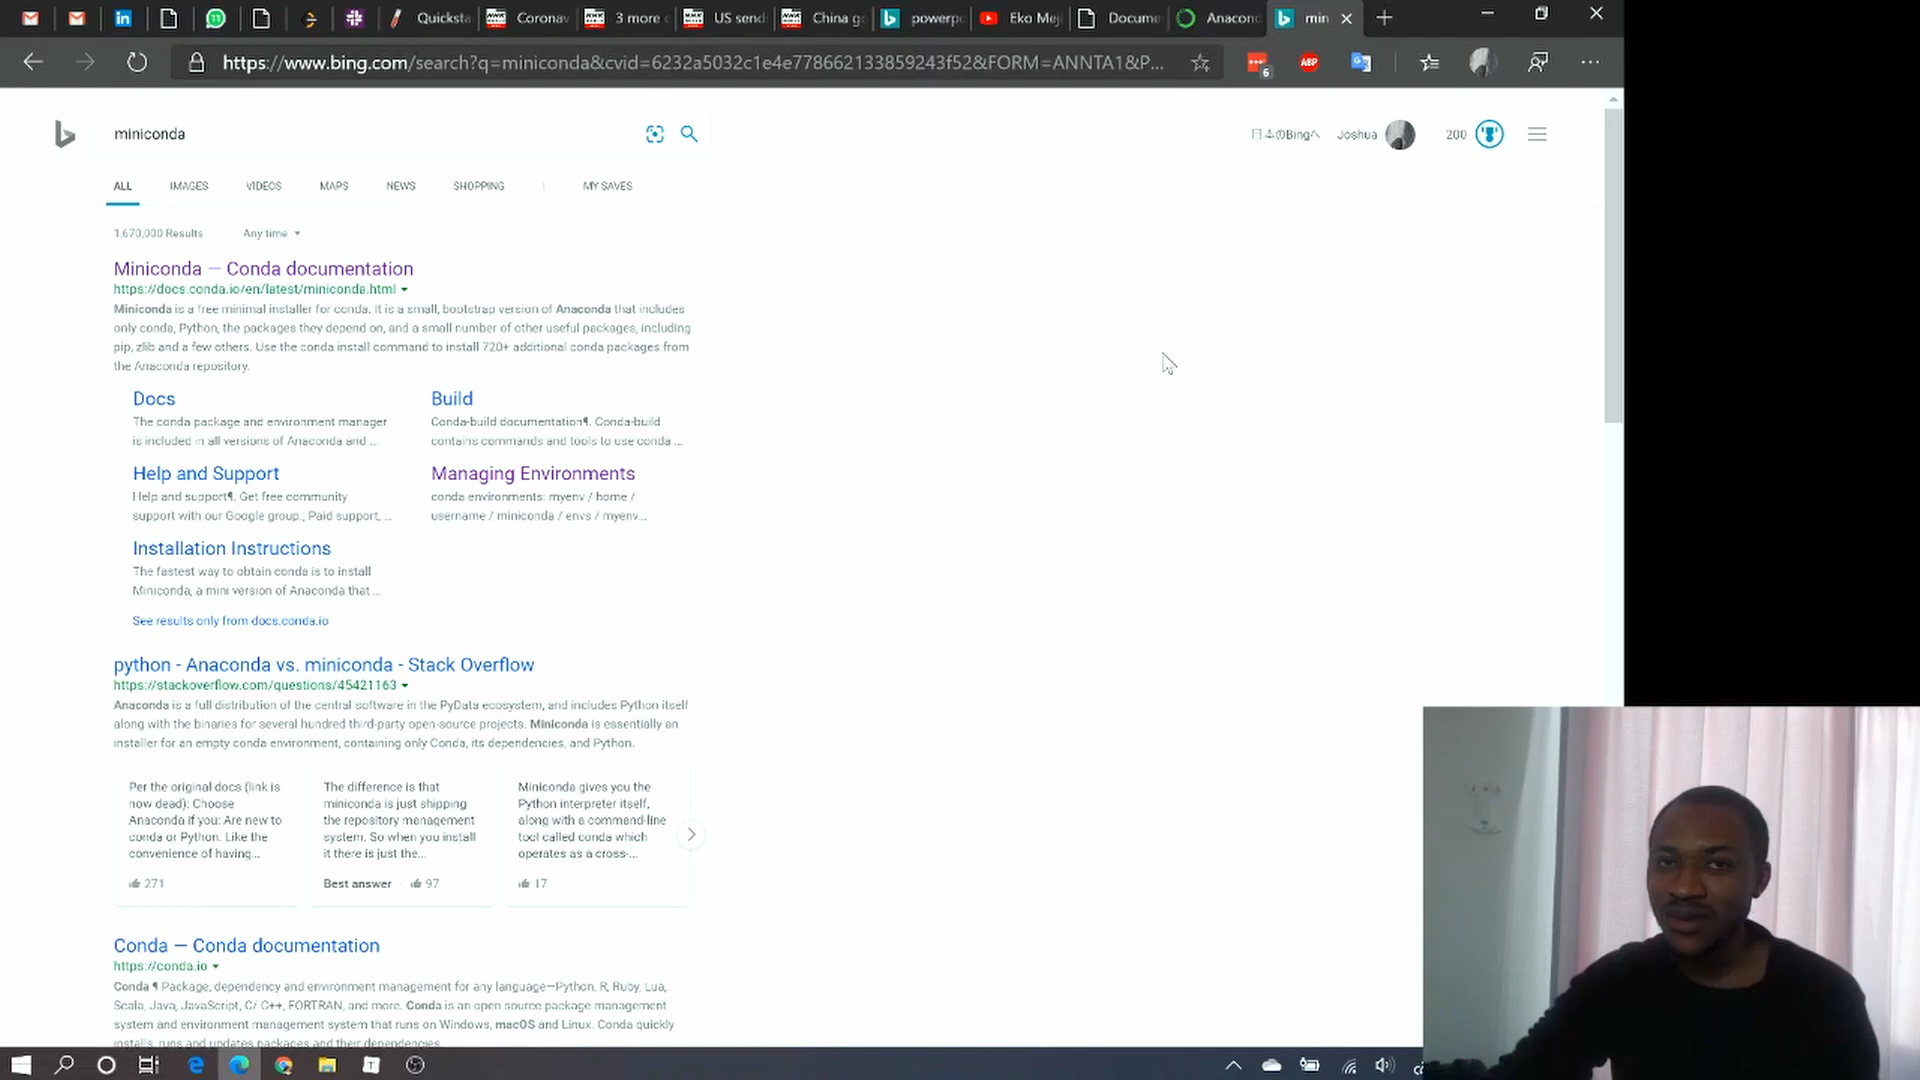 Quicksta
Coronav
3 more c
US send
China g
powerpo
Eko Mej
Docume
Anacond
min
https://www.bing.com/search?q=miniconda&cvid=6232a5032c1e4e778662133859243f52&FORM=ANNTA1&P...
ABP
6
miniconda
Joshua
200
ALL
IMAGES
VIDEOS
MAPS
NEWS
SHOPPING
MY SAVES
1,670,000 Results
Any time
Miniconda — Conda documentation
https://docs.conda.io/en/latest/miniconda.html
Miniconda is a free minimal installer for conda. It is a small, bootstrap version of Anaconda that includes
only conda, Python, the packages they depend on, and a small number of other useful packages, including
pip, zlib and a few others. Use the conda install command to install 720+ additional conda packages from
the Anaconda repository.
Docs
The conda package and environment manager
is included in all versions of Anaconda and ...
Build
Conda-build documentation¶. Conda-build
contains commands and tools to use conda ...
Help and Support
Help and support¶. Get free community
support with our Google group.; Paid support, ...
Managing Environments
conda environments: myenv / home /
username / miniconda / envs / myenv...
Installation Instructions
The fastest way to obtain conda is to install
Miniconda, a mini version of Anaconda that ...
See results only from docs.conda.io
python - Anaconda vs. miniconda - Stack Overflow
https://stackoverflow.com/questions/45421163
Anaconda is a full distribution of the central software in the PyData ecosystem, and includes Python itself
along with the binaries for several hundred third-party open-source projects. Miniconda is essentially an
installer for an empty conda environment, containing only Conda, its dependencies, and Python.
Per the original docs (link is
now dead): Choose
Anaconda if you: Are new to
conda or Python. Like the
convenience of having...
271
The difference is that
miniconda is just shipping
the repository management
system. So when you install
it there is just the...
Best answer · 97
Miniconda gives you the
Python interpreter itself,
along with a command-line
tool called conda which
operates as a cross-...
17
Conda — Conda documentation
https://conda.io
Conda ¶ Package, dependency and environment management for any language—Python, R, Ruby, Lua,
Scala, Java, JavaScript, C/ C++, FORTRAN, and more. Conda is an open source package management
system and environment management system that runs on Windows, macOS and Linux. Conda quickly
installs, runs and updates packages and their dependencies.